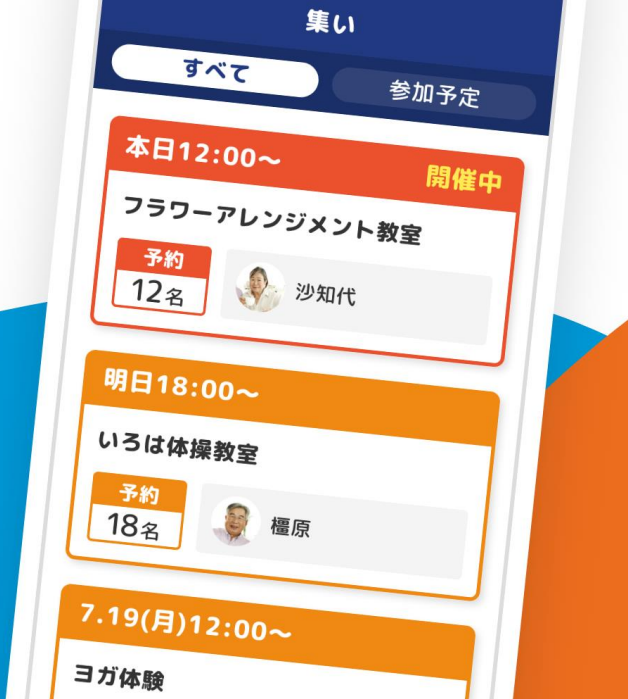 集い
すべて
参加予定
本日12:00〜
開催中
フラワーアレンジメント教室
予約
12名
沙知代
明日18:00〜
いろは体操教室
予約
18名
橿原
7.19(月)12:00〜
ヨガ体験